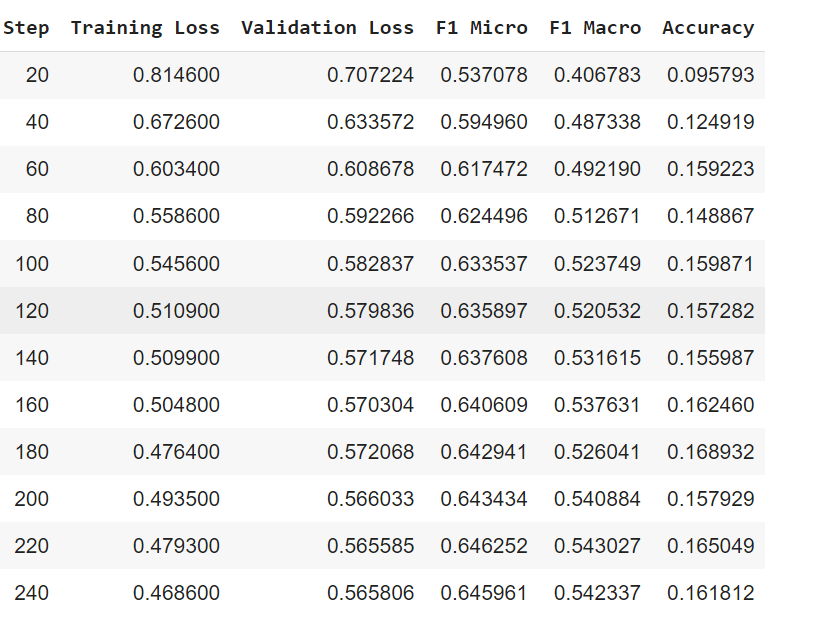 Step Training Loss Validation Loss F1 Micro F1 Macro Accuracy
20 0.814600 0.707224 0.537078 0.406783 0.095793
40 0.672600 0.633572 0.594960 0.487338 0.124919
60 0.603400 0.608678 0.617472 0.492190 0.159223
80 0.558600 0.592266 0.624496 0.512671 0.148867
100 0.545600 0.582837 0.633537 0.523749 0.159871
120 0.510900 0.579836 0.635897 0.520532 0.157282
140 0.509900 0.571748 0.637608 0.531615 0.155987
160 0.504800 0.570304 0.640609 0.537631 0.162460
180 0.476400 0.572068 0.642941 0.526041 0.168932
200 0.493500 0.566033 0.643434 0.540884 0.157929
220 0.479300 0.565585 0.646252 0.543027 0.165049
240 0.468600 0.565806 0.645961 0.542337 0.161812